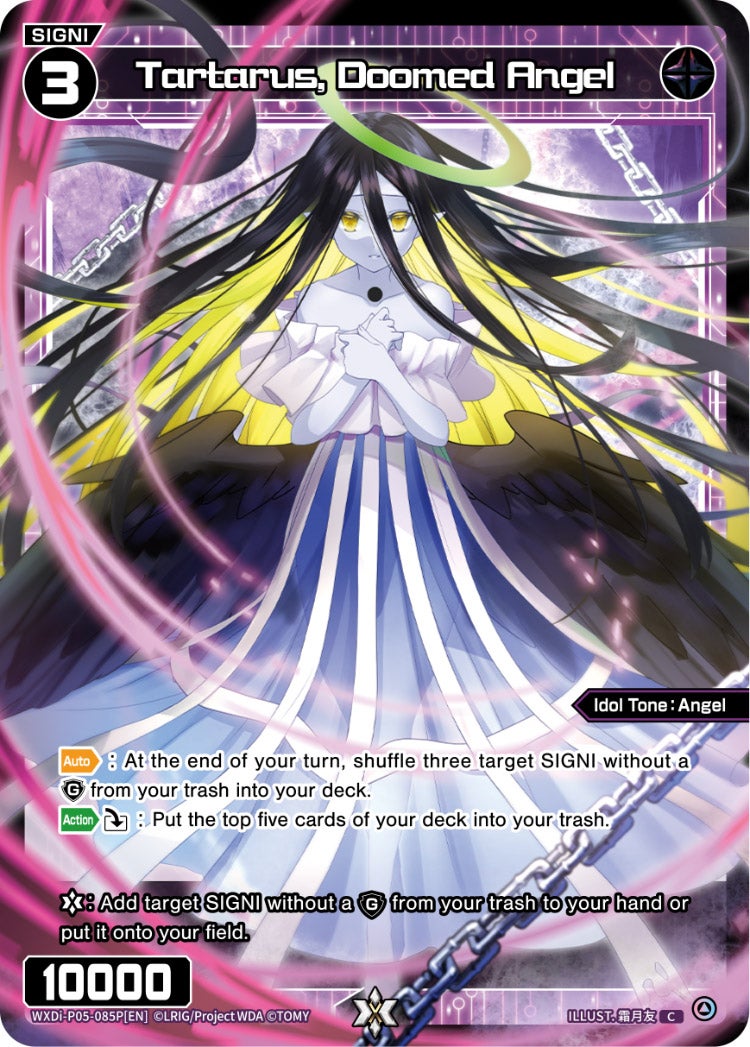 SIGNI
3
Tartarus, Doomed Angel
Idol Tone:Angel
Auto : At the end of your turn, shuffle three target SIGNI without a
G from your trash into your deck.
Action : Put the top five cards of your deck into your trash.
: Add target SIGNI without a G from your trash to your hand or
put it onto your field.
10000
WXDi-P05-085P[EN] ©LRIG/Project WDA ©TOMY
ILLUST. 霜月友 C